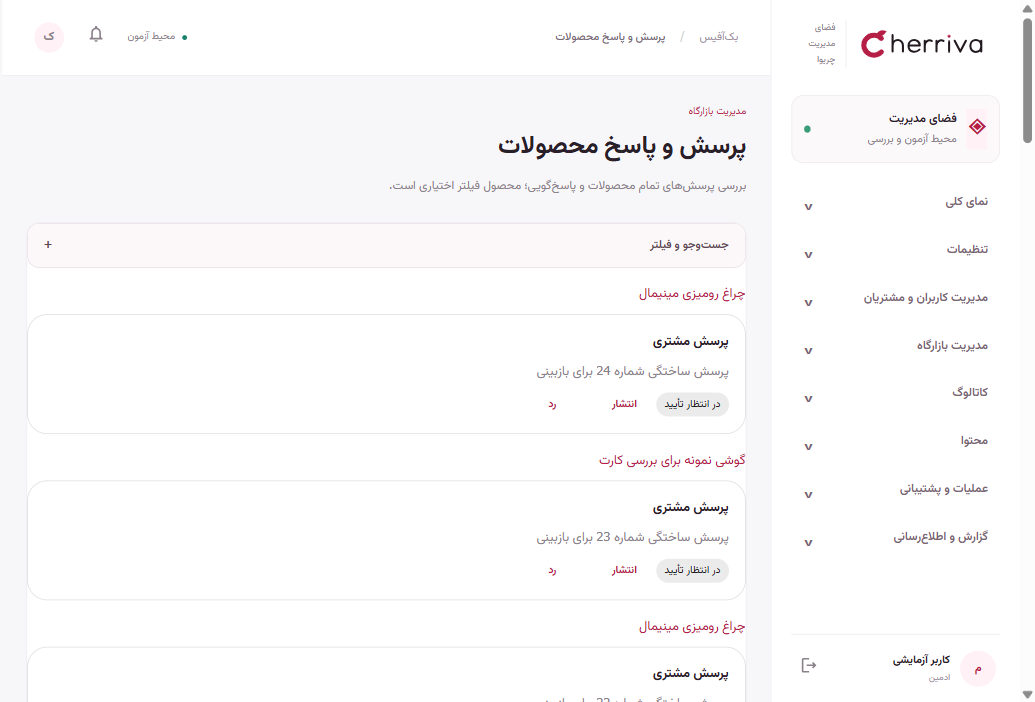 Cherriva
فضای
مدیریت
چریوا
فضای مدیریت
محیط آزمون و بررسی
نمای کلی
تنظیمات
مدیریت کاربران و مشتریان
مدیریت بازارگاه
کاتالوگ
محتوا
عملیات و پشتیبانی
گزارش و اطلاع‌رسانی
م
کاربر آزمایشی
ادمین
بک‌آفیس / پرسش و پاسخ محصولات
محیط آزمون
ک
مدیریت بازارگاه
پرسش و پاسخ محصولات
بررسی پرسش‌های تمام محصولات و پاسخ‌گویی؛ محصول فیلتر اختیاری است.
جست‌وجو و فیلتر +
چراغ رومیزی مینیمال
پرسش مشتری
پرسش ساختگی شماره 24 برای بازبینی
در انتظار تأیید انتشار رد
گوشی نمونه برای بررسی کارت
پرسش مشتری
پرسش ساختگی شماره 23 برای بازبینی
در انتظار تأیید انتشار رد
چراغ رومیزی مینیمال
پرسش مشتری